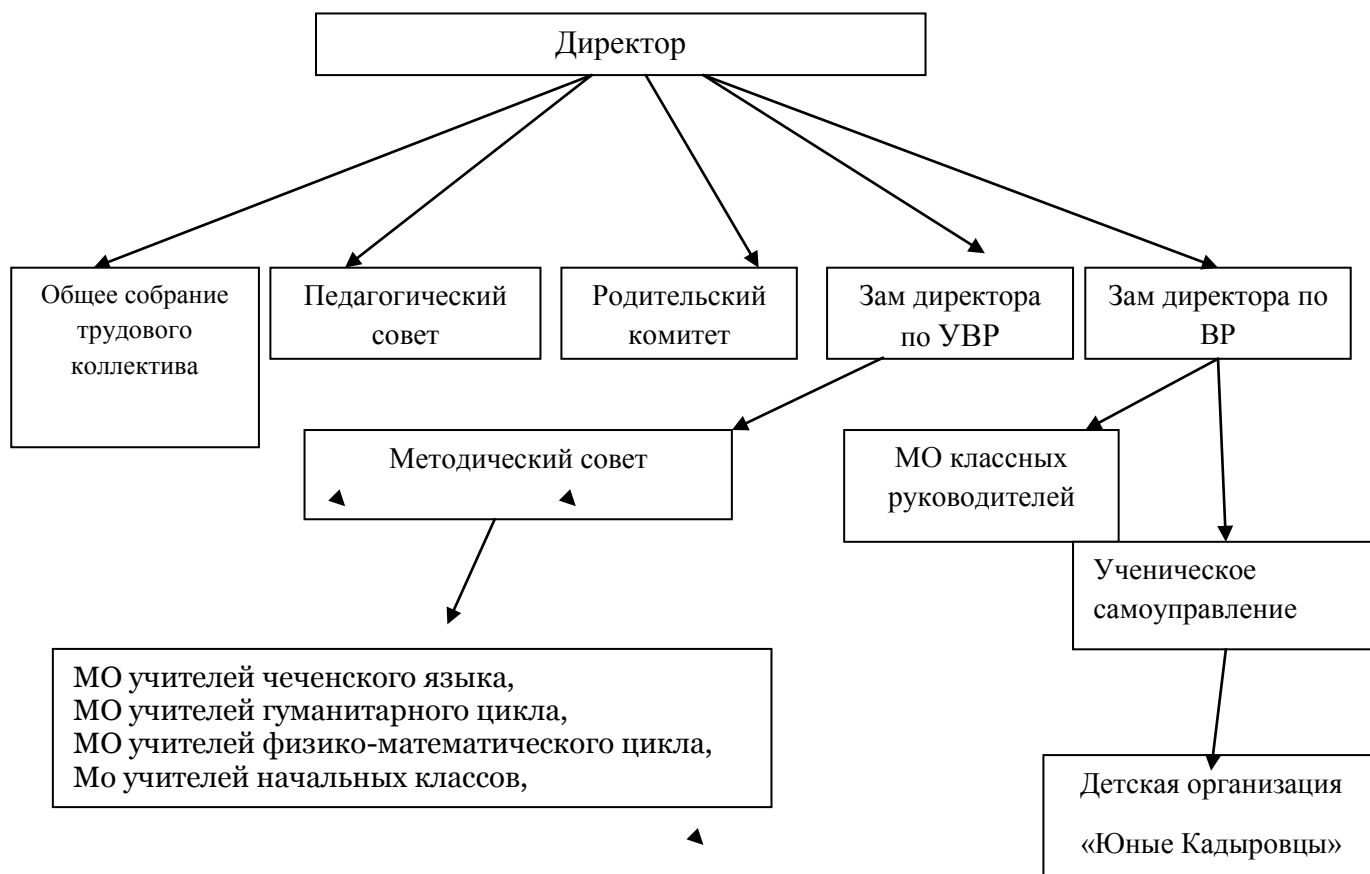 Директор
Общее собрание
трудового
коллектива
Педагогический
совет
Родительский
комитет
Зам директора
по УВР
Зам директора по
ВР
Методический совет
МО классных
руководителей
Ученическое
самоуправление
МО учителей чеченского языка,
МО учителей гуманитарного цикла,
МО учителей физико-математического цикла,
Мо учителей начальных классов,
Детская организация
«Юные Кадыровцы»